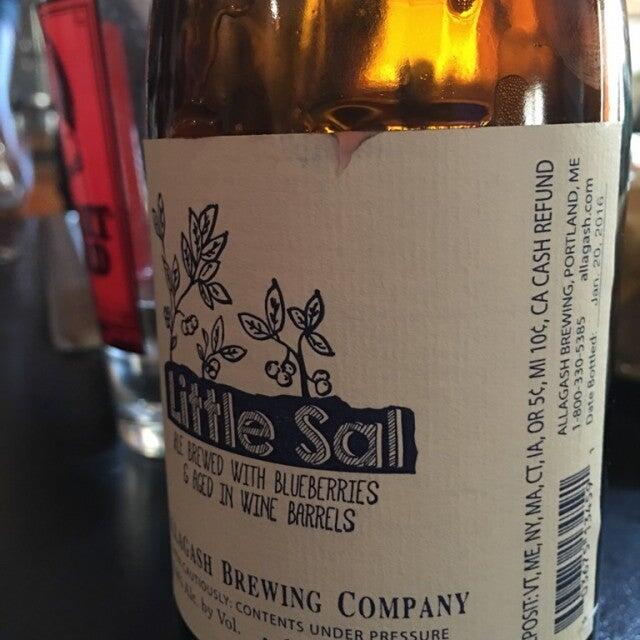 Little Sal
ALE BREWED WITH BLUEBERRIES
& AGED IN WINE BARRELS
BREWING COMPANY
CAUTIOUSLY: CONTENTS UNDER PRESSURE
Alc. by Vol.
VT, ME, NY, MA, CT, IA, OR 5¢, MI 10¢, CA CASH REFUND
ALLAGASH BREWING, PORTLAND, ME
1-800-330-5385 allagash.com
Date Bottled: Jan. 20, 2016